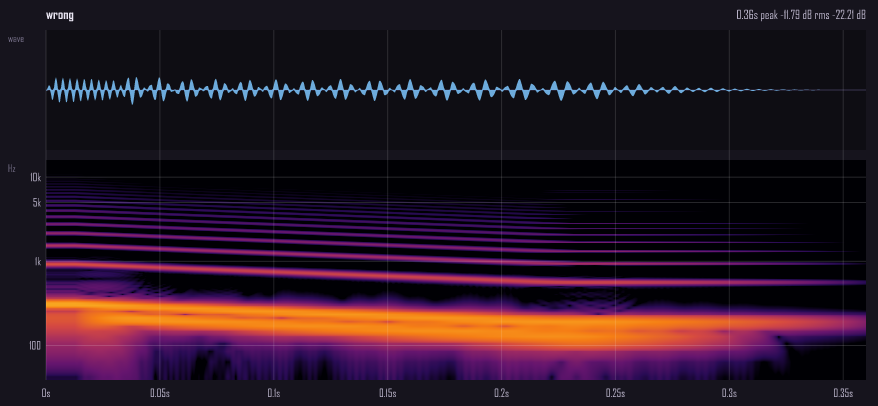 wrong
0.36s peak -11.79 dB rms -22.21 dB
wave
Hz
10k
5k
1k
100
0s 0.05s 0.1s 0.15s 0.2s 0.25s 0.3s 0.35s